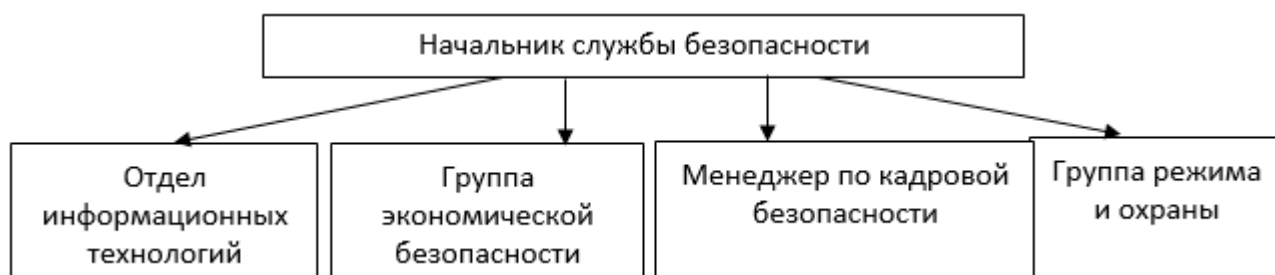 Начальник службы безопасности
Отдел
информационных
технологий
Группа
экономической
безопасности
Менеджер по кадровой
безопасности
Группа режима
и охраны